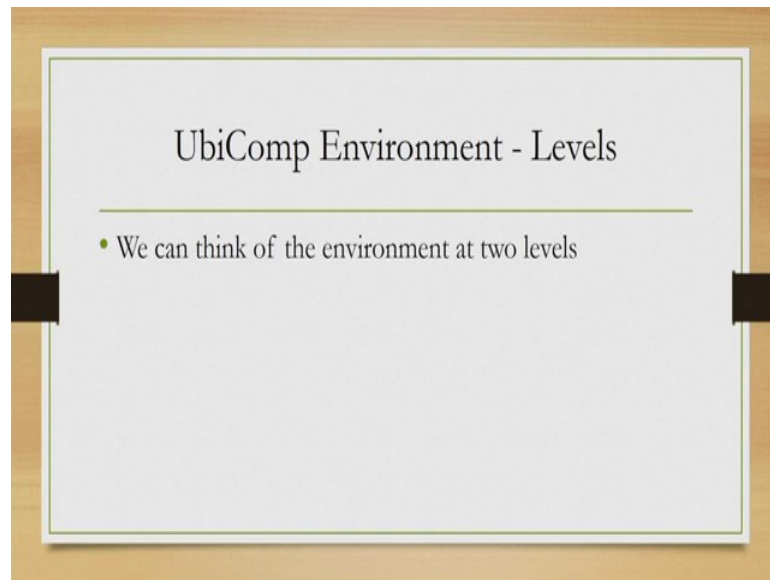 UbiComp Environment - Levels
• We can think of the environment at two levels